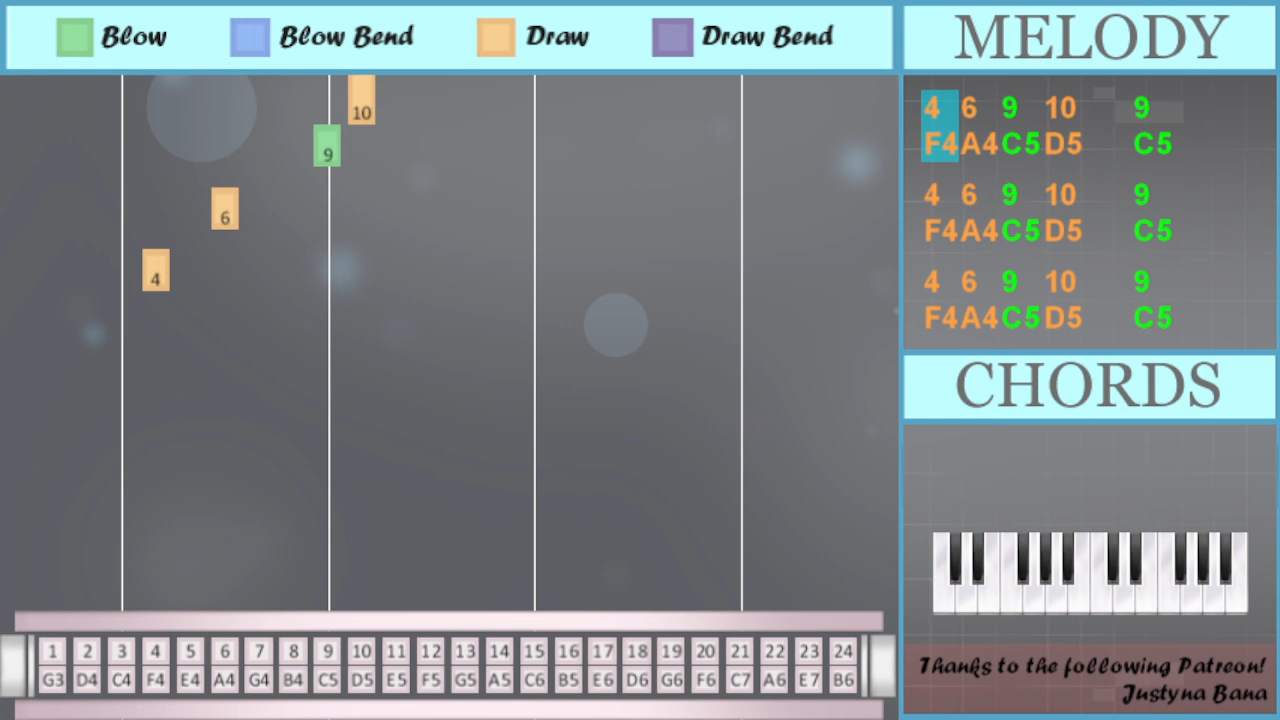 Blow Blow Bend Draw Draw Bend
MELODY
10
9
6
4
4 6 9 10 9
F4 A4 C5 D5 C5
4 6 9 10 9
F4 A4 C5 D5 C5
4 6 9 10 9
F4 A4 C5 D5 C5
CHORDS
1 2 3 4 5 6 7 8 9 10 11 12 13 14 15 16 17 18 19 20 21 22 23 24
G3 D4 C4 F4 E4 A4 G4 B4 C5 D5 E5 F5 G5 A5 C6 B5 E6 D6 G6 F6 C7 A6 E7 B6
Thanks to the following Patreon!
Justyna Bana